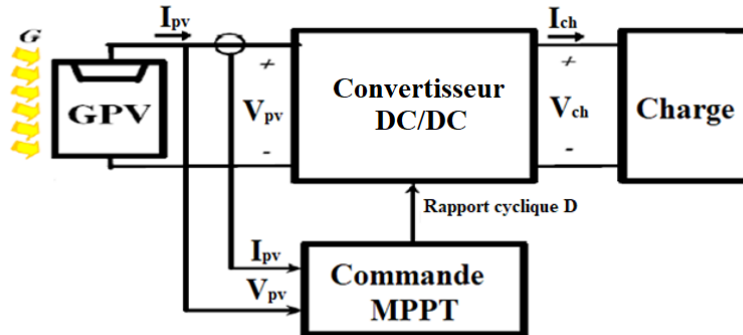 G
Ipv
GPV
+
Vpv
-
Convertisseur
DC/DC
Ich
+
Vch
-
Charge
Rapport cyclique D
Ipv
Vpv
Commande
MPPT